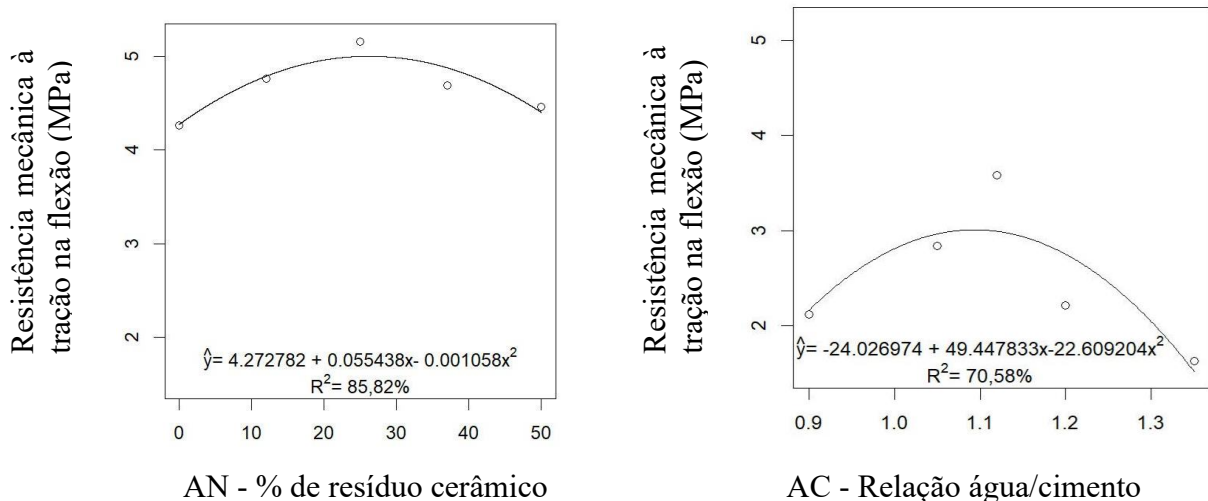 Resistência mecânica à
tração na flexão (MPa)
5
4
3
2
ŷ= 4.272782 + 0.055438x- 0.001058x²
R²= 85,82%
0 10 20 30 40 50
AN - % de resíduo cerâmico
Resistência mecânica à
tração na flexão (MPa)
5
4
3
2
ŷ= -24.026974 + 49.447833x-22.609204x²
R²= 70,58%
0.9 1.0 1.1 1.2 1.3
AC - Relação água/cimento